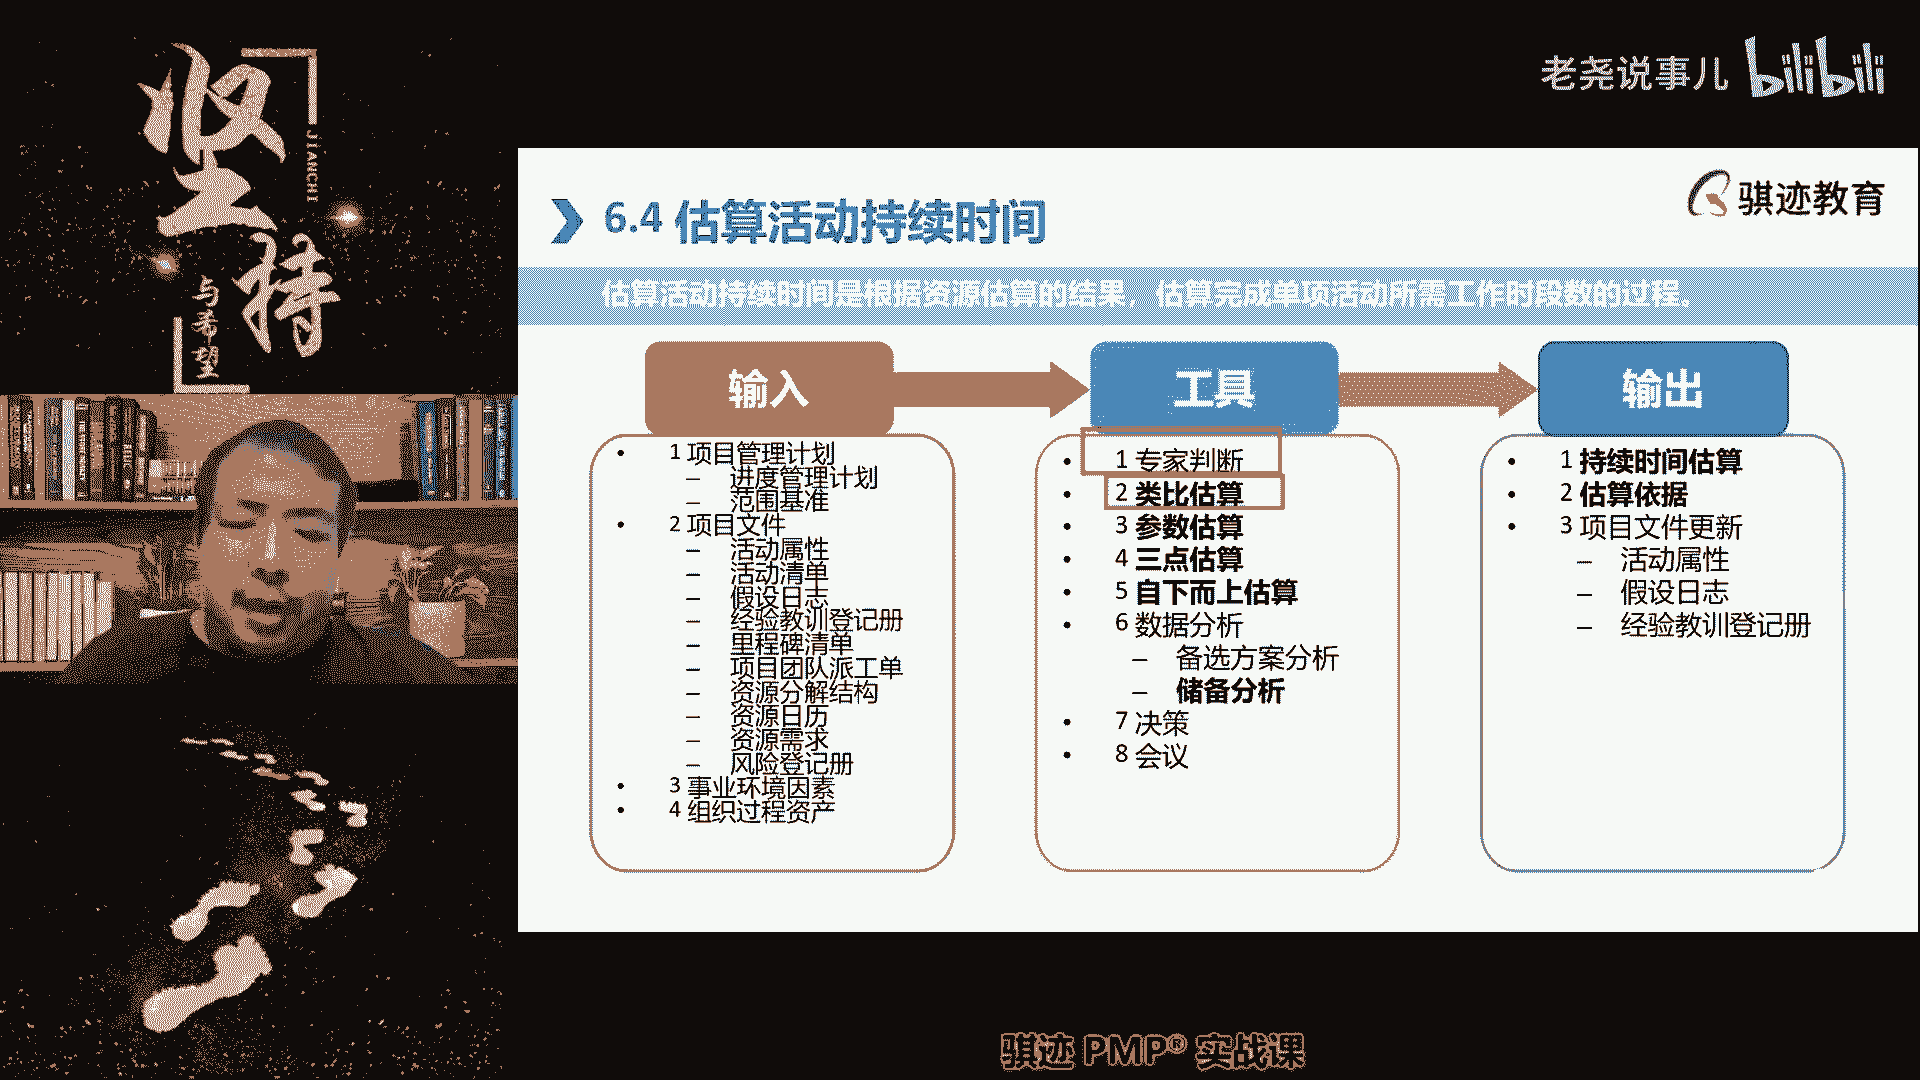 坚持
JIANCHI
与希望
老尧说事儿 bilibili
骐迹教育
6.4 估算活动持续时间
估算活动持续时间是根据资源估算的结果，估算完成单项活动所需工作时段数的过程。
输入
• 1 项目管理计划
– 进度管理计划
– 范围基准
• 2 项目文件
– 活动属性
– 活动清单
– 假设日志
– 经验教训登记册
– 里程碑清单
– 项目团队派工单
– 资源分解结构
– 资源日历
– 资源需求
– 风险登记册
• 3 事业环境因素
• 4 组织过程资产
工具
• 1 专家判断
• 2 类比估算
• 3 参数估算
• 4 三点估算
• 5 自下而上估算
• 6 数据分析
– 备选方案分析
– 储备分析
• 7 决策
• 8 会议
输出
• 1 持续时间估算
• 2 估算依据
• 3 项目文件更新
– 活动属性
– 假设日志
– 经验教训登记册
骐迹 PMP® 实战课